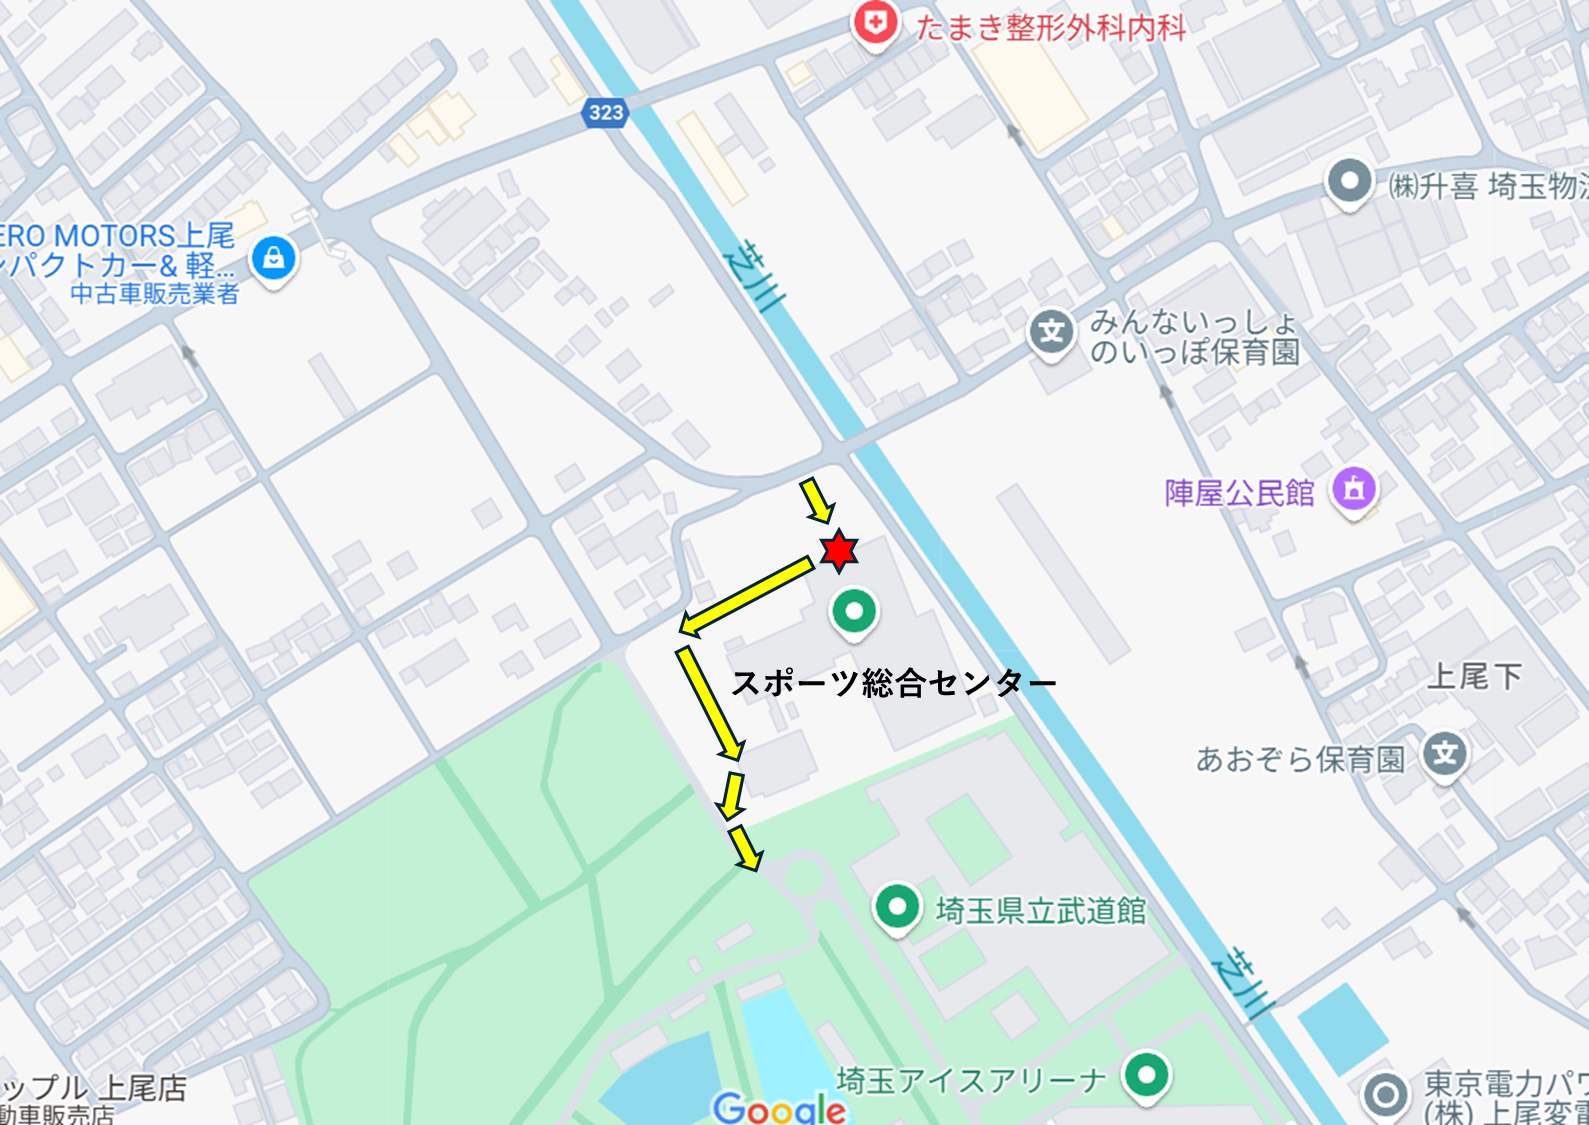 たまき整形外科内科
323
㈱升喜 埼玉物流
ERO MOTORS上尾
ンパクトカー& 軽...
中古車販売業者
芝川
みんないっしょ
のいっぽ保育園
陣屋公民館
スポーツ総合センター
上尾下
あおぞら保育園
埼玉県立武道館
芝川
埼玉アイスアリーナ
ップル 上尾店
動車販売店
Google
東京電力パワ
(株) 上尾変電